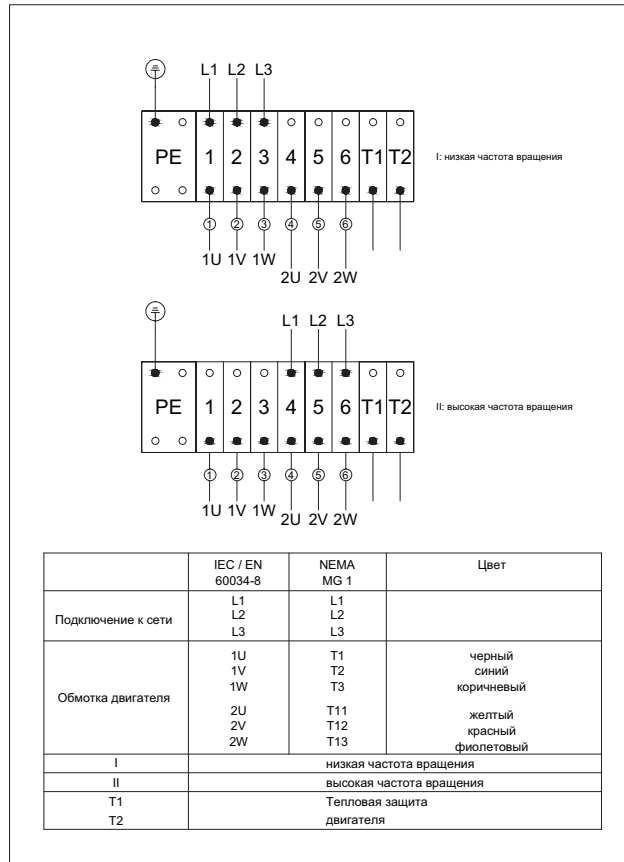 L1 L2 L3
PE 1 2 3 4 5 6 T1 T2
I: низкая частота вращения
1 2 3 4 5 6
1U 1V 1W
2U 2V 2W
L1 L2 L3
PE 1 2 3 4 5 6 T1 T2
II: высокая частота вращения
1 2 3 4 5 6
1U 1V 1W
2U 2V 2W
IEC / EN 60034-8 NEMA MG 1 Цвет
Подключение к сети
L1 L1
L2 L2
L3 L3
Обмотка двигателя
1U T1 черный
1V T2 синий
1W T3 коричневый
2U T11 желтый
2V T12 красный
2W T13 фиолетовый
I низкая частота вращения
II высокая частота вращения
T1 Тепловая защита
T2 двигателя